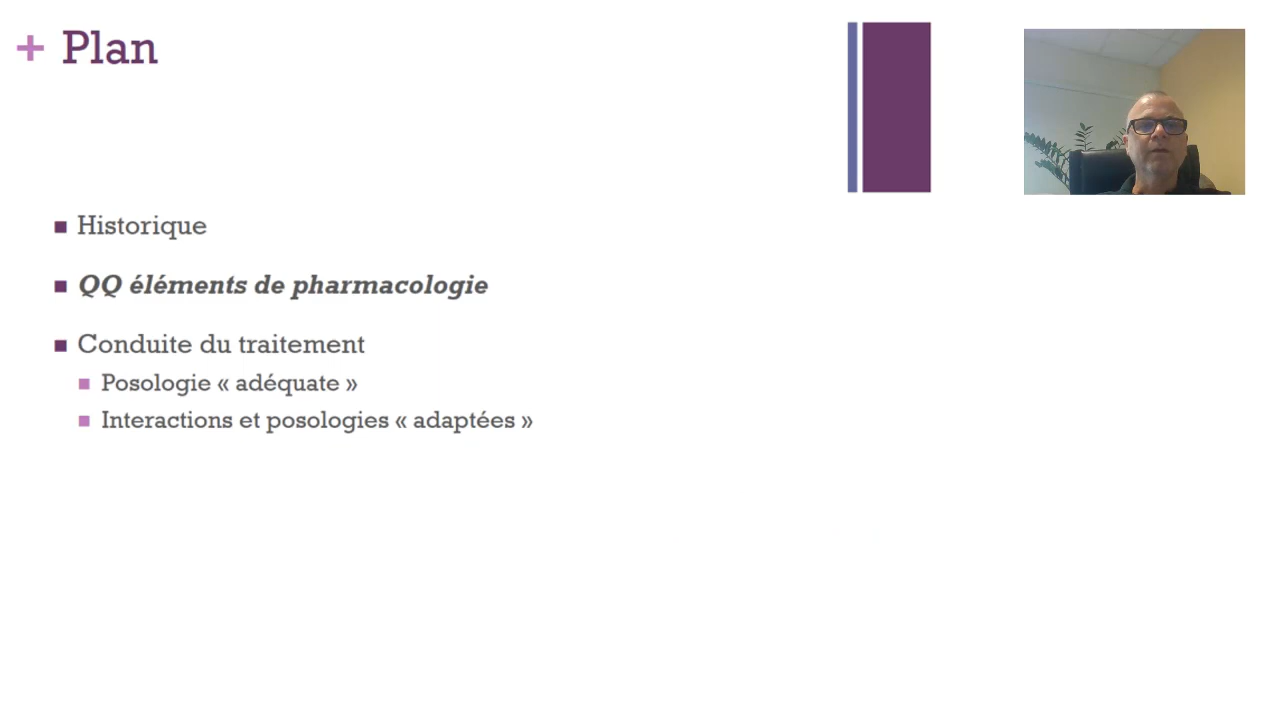 + Plan
Historique
QQ éléments de pharmacologie
Conduite du traitement
Posologie « adéquate »
Interactions et posologies « adaptées »